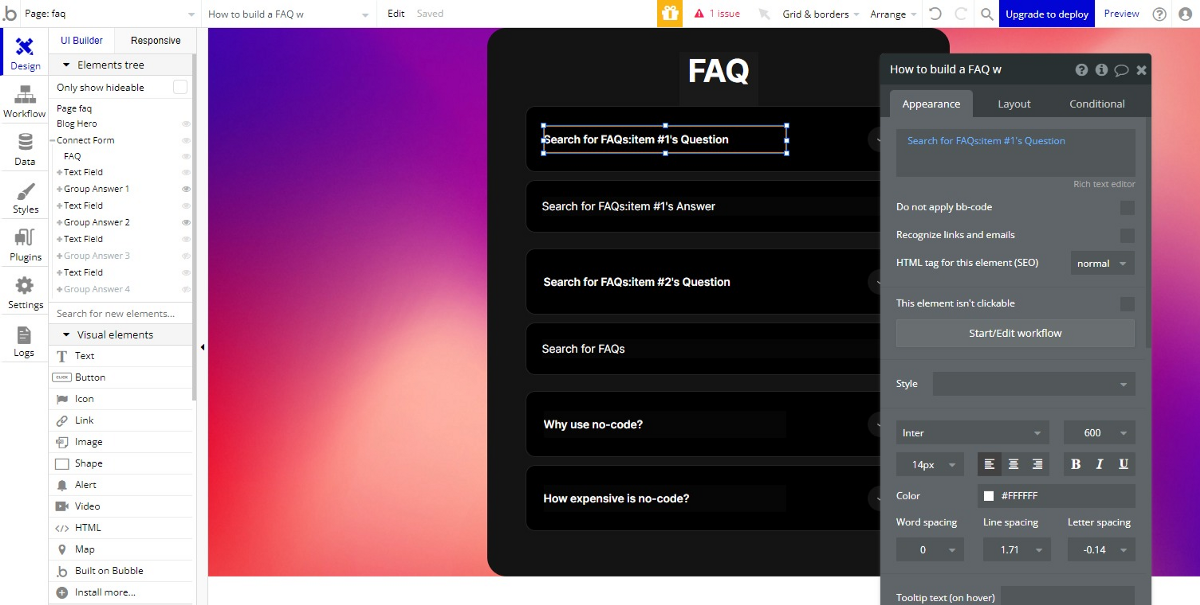 b Page: faq How to build a FAQ w Edit Saved 1 issue Grid & borders Arrange Upgrade to deploy Preview
Design
Workflow
Data
Styles
Plugins
Settings
Logs
UI Builder Responsive
Elements tree
Only show hideable
Page faq
Blog Hero
Connect Form
FAQ
Text Field
Group Answer 1
Text Field
Group Answer 2
Text Field
Group Answer 3
Text Field
Group Answer 4
Search for new elements...
Visual elements
Text
CLICK Button
Icon
Link
Image
Shape
Alert
Video
</> HTML
Map
b Built on Bubble
Install more...
FAQ
Search for FAQs:item #1's Question
Search for FAQs:item #1's Answer
Search for FAQs:item #2's Question
Search for FAQs
Why use no-code?
How expensive is no-code?
How to build a FAQ w
Appearance Layout Conditional
Search for FAQs:item #1's Question
Rich text editor
Do not apply bb-code
Recognize links and emails
HTML tag for this element (SEO) normal
This element isn't clickable
Start/Edit workflow
Style
Inter 600
14px B I U
Color #FFFFFF
Word spacing Line spacing Letter spacing
0 1.71 -0.14
Tooltip text (on hover)